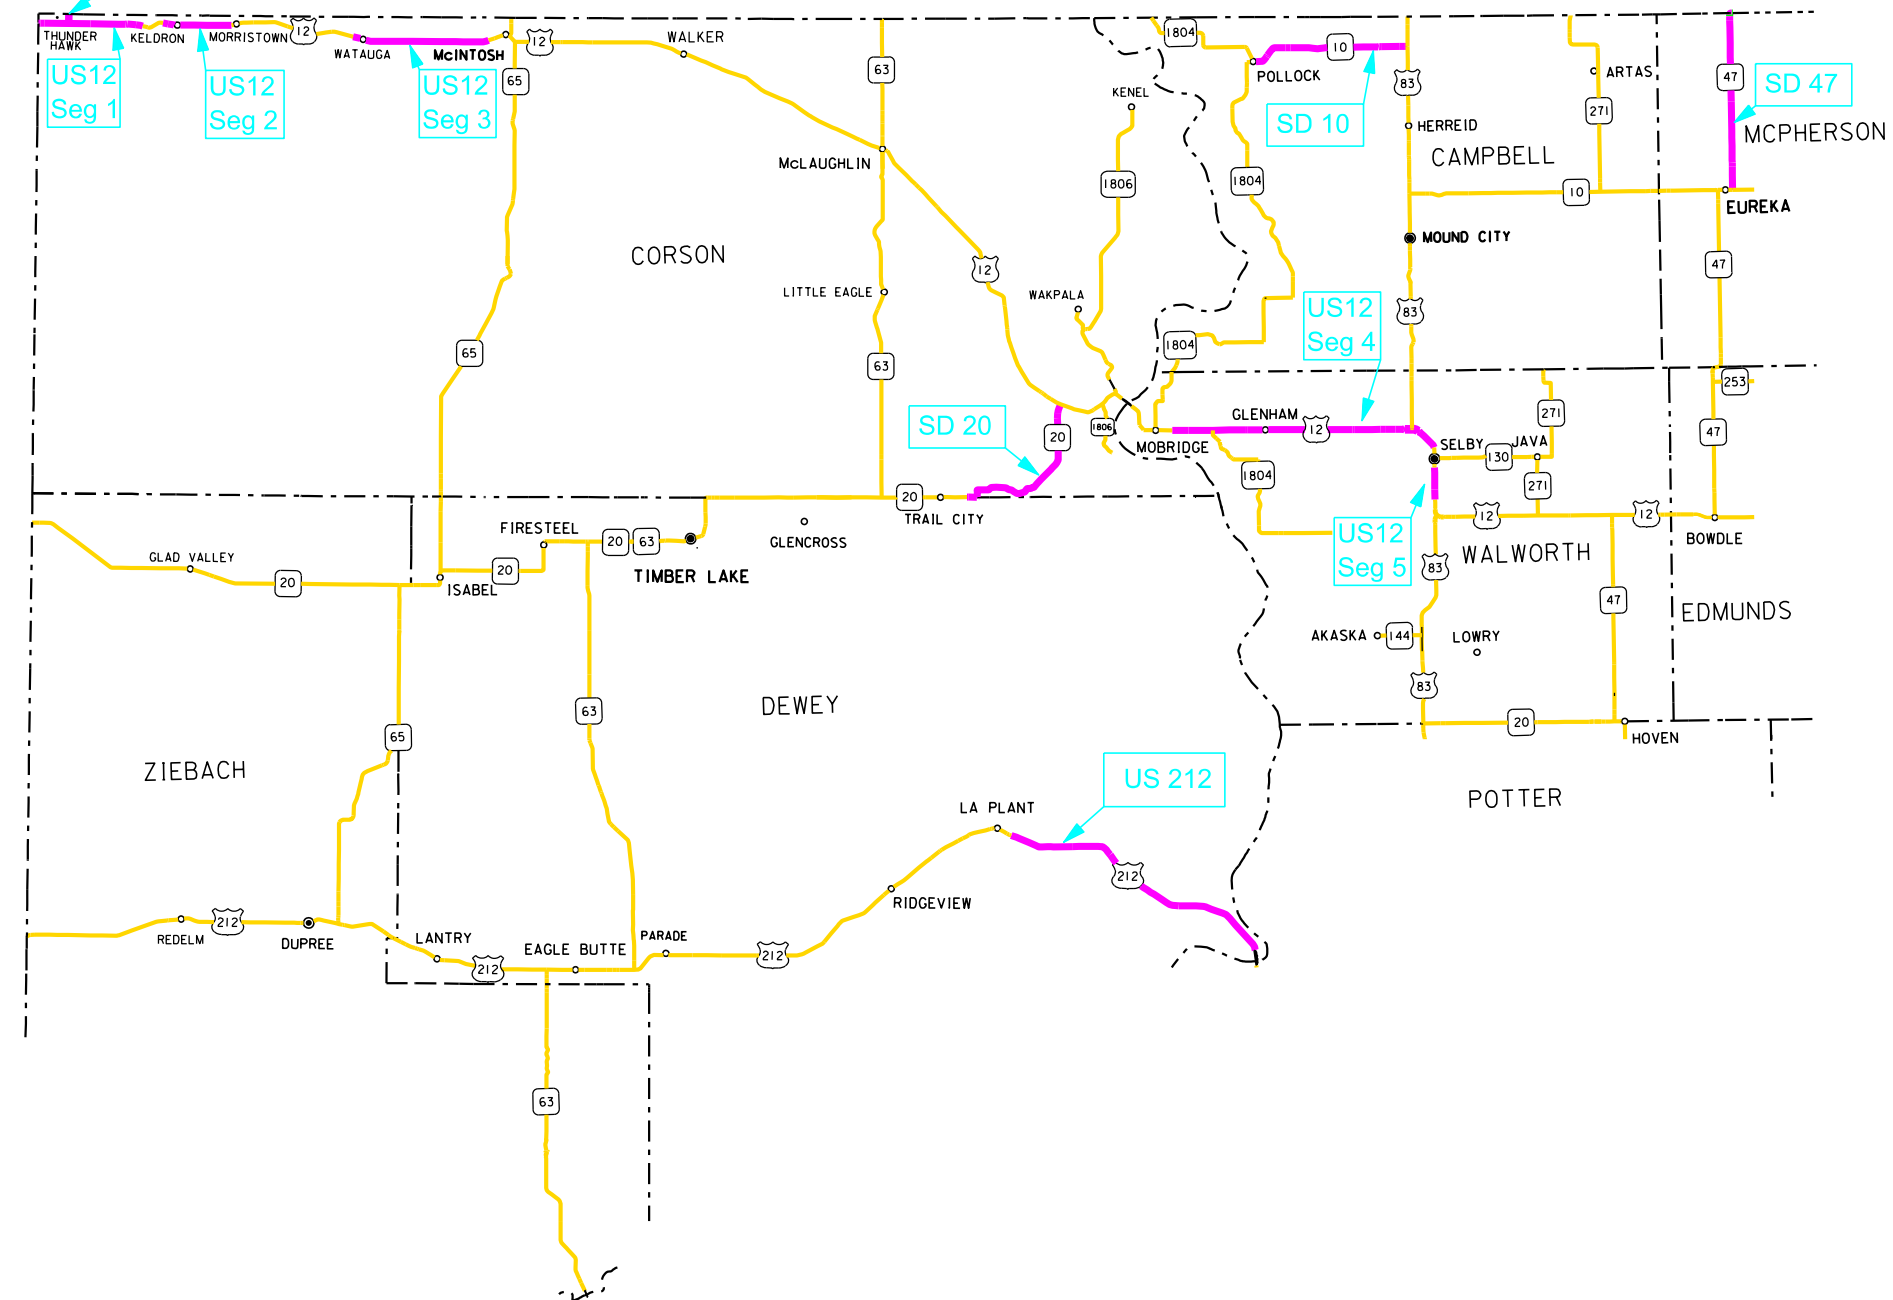 THUNDER
HAWK
KELDRON
MORRISTOWN
12
WATAUGA
McINTOSH
12
WALKER
65
63
US12
Seg 1
US12
Seg 2
US12
Seg 3
1804
10
POLLOCK
83
ARTAS
47
SD 47
KENEL
SD 10
HERREID
271
MCPHERSON
CAMPBELL
McLAUGHLIN
1806
1804
10
EUREKA
MOUND CITY
CORSON
12
47
LITTLE EAGLE
WAKPALA
US12
Seg 4
83
65
63
1804
253
SD 20
20
1806
MOBRIDGE
GLENHAM
12
271
47
SELBY
JAVA
130
1804
271
20
TRAIL CITY
12
12
BOWDLE
US12
Seg 5
WALWORTH
83
FIRESTEEL
20
63
GLENCROSS
TIMBER LAKE
GLAD VALLEY
20
20
ISABEL
47
EDMUNDS
AKASKA
144
LOWRY
83
DEWEY
63
65
20
HOVEN
ZIEBACH
US 212
POTTER
LA PLANT
212
RIDGEVIEW
REDELM
212
DUPREE
LANTRY
212
EAGLE BUTTE
PARADE
212
63